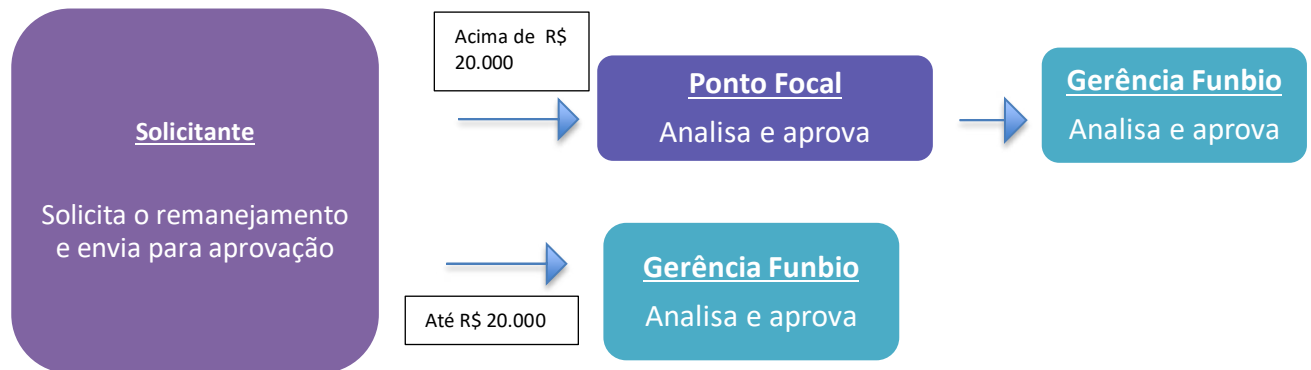 Solicitante
Solicita o remanejamento
e envia para aprovação
Acima de R$
20.000
Ponto Focal
Analisa e aprova
Gerência Funbio
Analisa e aprova
Até R$ 20.000
Gerência Funbio
Analisa e aprova